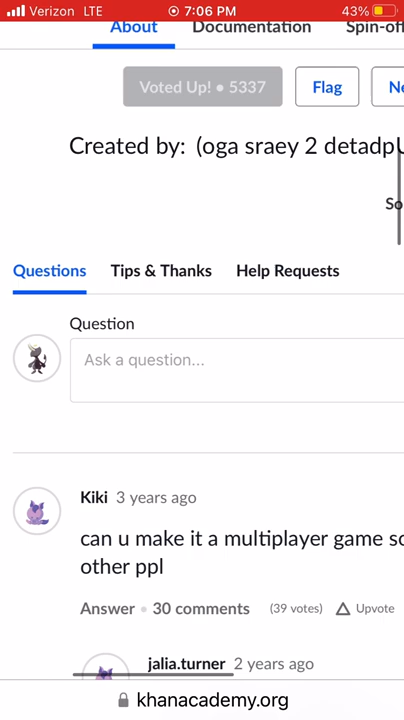 Verizon LTE 7:06 PM 43%
About Documentation Spin-off
Voted Up! • 5337 Flag Ne
Created by: (oga sraey 2 detadpU
So
Questions Tips & Thanks Help Requests
Question
Ask a question...
Kiki 3 years ago
can u make it a multiplayer game so
other ppl
Answer • 30 comments (39 votes) Upvote
jalia.turner 2 years ago
khanacademy.org